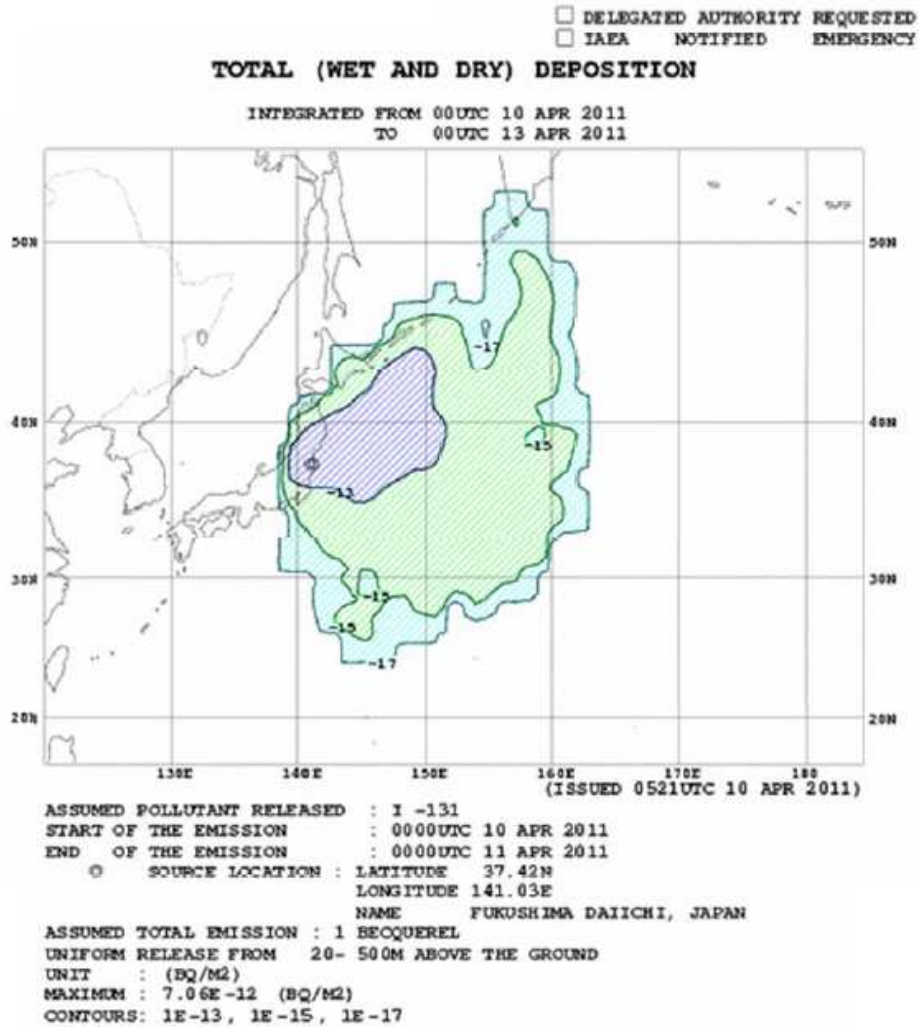 □ DELEGATED AUTHORITY REQUESTED
□ IAEA NOTIFIED EMERGENCY
TOTAL (WET AND DRY) DEPOSITION
INTEGRATED FROM 00UTC 10 APR 2011
TO 00UTC 13 APR 2011
50N 50N
-17
40N 40N
-15
-13
30N 30N
-15
-15
-17
20N 20N
130E 140E 150E 160E 170E 180
(ISSUED 0521UTC 10 APR 2011)
ASSUMED POLLUTANT RELEASED : I -131
START OF THE EMISSION : 0000UTC 10 APR 2011
END OF THE EMISSION : 0000UTC 11 APR 2011
SOURCE LOCATION : LATITUDE 37.42N
LONGITUDE 141.03E
NAME FUKUSHIMA DAIICHI, JAPAN
ASSUMED TOTAL EMISSION : 1 BECQUEREL
UNIFORM RELEASE FROM 20- 500M ABOVE THE GROUND
UNIT : (BQ/M2)
MAXIMUM : 7.06E-12 (BQ/M2)
CONTOURS: 1E-13, 1E-15, 1E-17